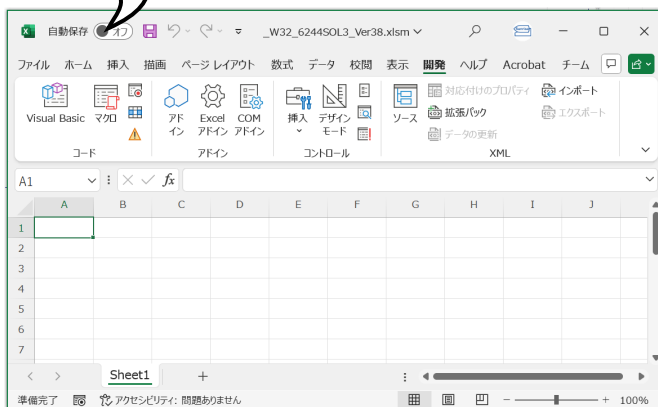 自動保存 オフ _W32_6244SOL3_Ver38.xlsm
ファイル ホーム 挿入 描画 ページ レイアウト 数式 データ 校閲 表示 開発 ヘルプ Acrobat チーム
Visual Basic マクロ アド イン Excel アドイン COM アドイン 挿入 デザイン モード ソース 対応付けのプロパティ 拡張パック データの更新 インポート エクスポート
コード アドイン コントロール XML
A1 fx
A B C D E F G H I J
1
2
3
4
5
6
7
Sheet1 +
準備完了 アクセシビリティ: 問題ありません 100%